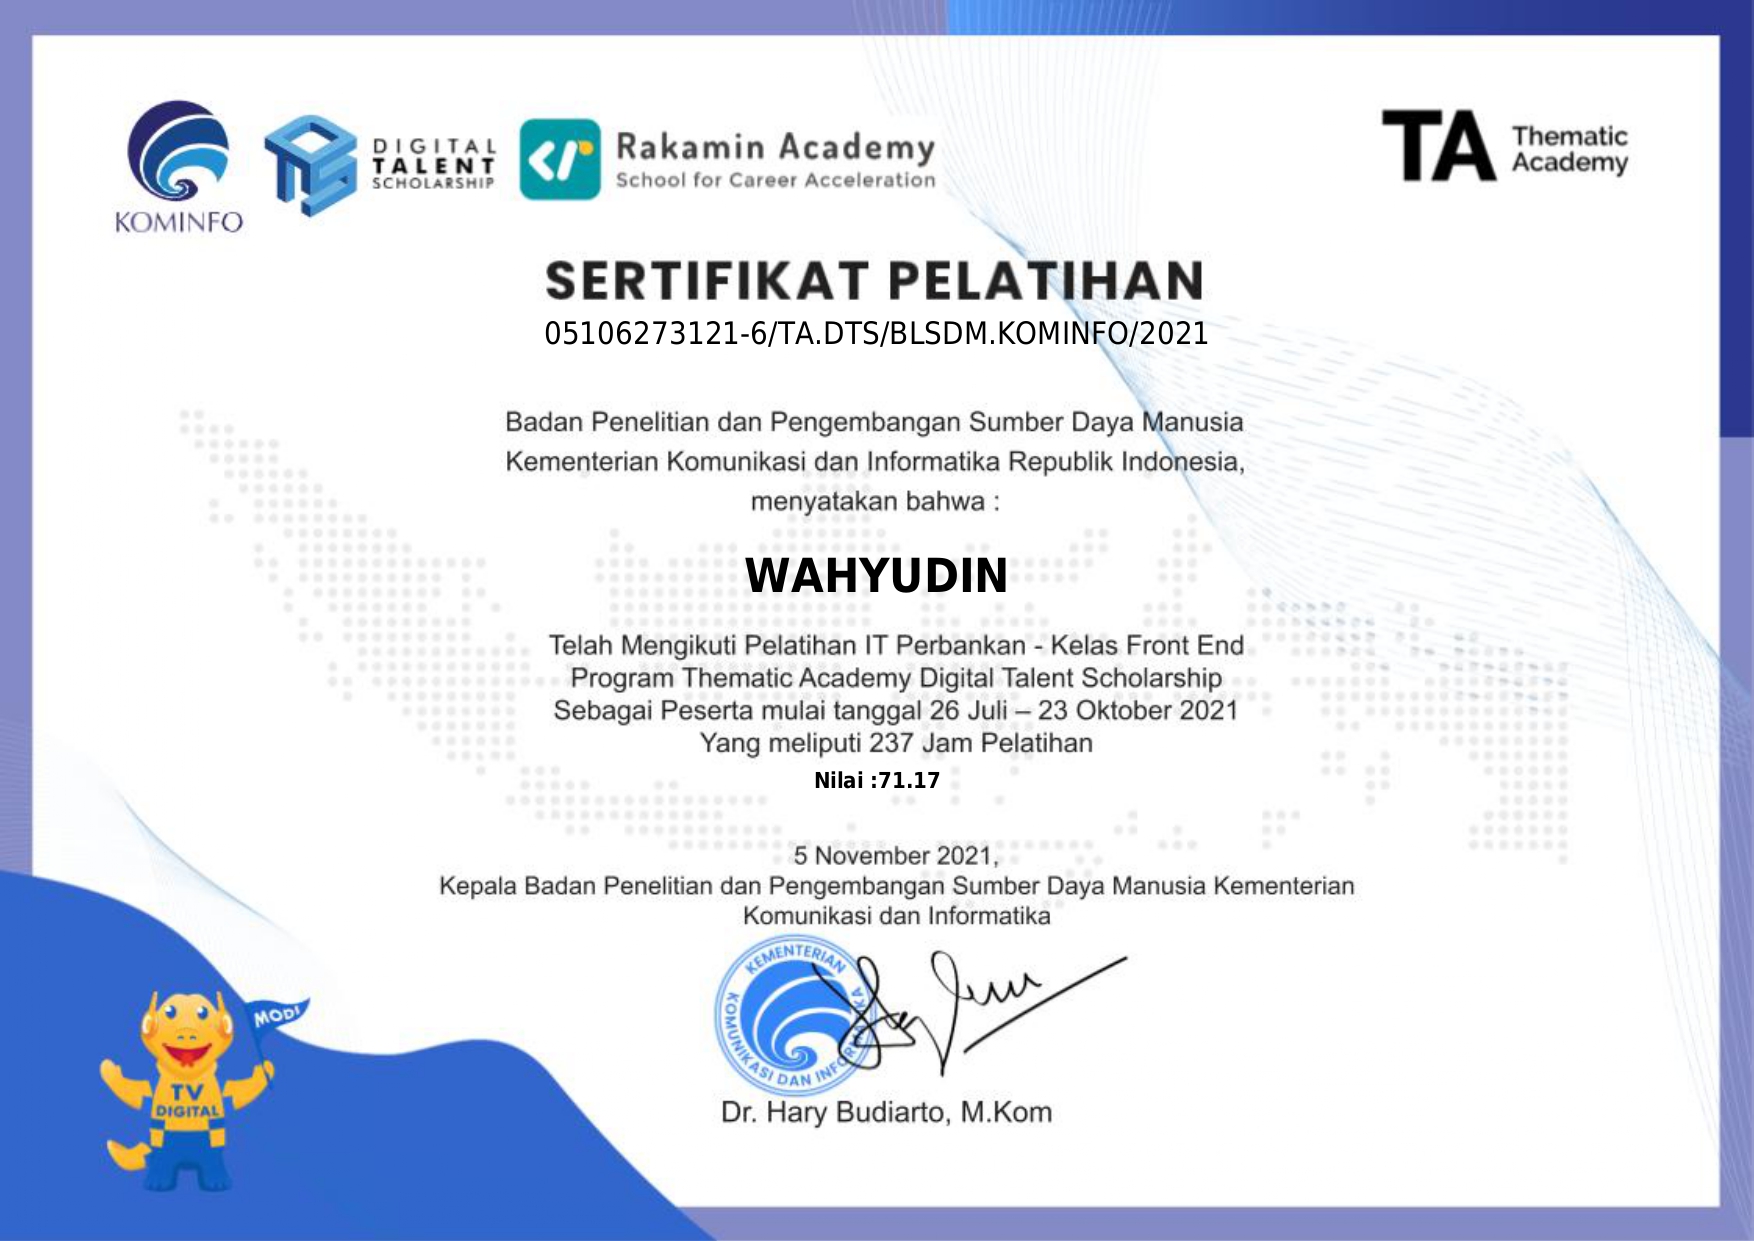 KOMINFO
DIGITAL
TALENT
SCHOLARSHIP
Rakamin Academy
School for Career Acceleration
TA Thematic
Academy
SERTIFIKAT PELATIHAN
05106273121-6/TA.DTS/BLSDM.KOMINFO/2021
Badan Penelitian dan Pengembangan Sumber Daya Manusia
Kementerian Komunikasi dan Informatika Republik Indonesia,
menyatakan bahwa :
WAHYUDIN
Telah Mengikuti Pelatihan IT Perbankan - Kelas Front End
Program Thematic Academy Digital Talent Scholarship
Sebagai Peserta mulai tanggal 26 Juli – 23 Oktober 2021
Yang meliputi 237 Jam Pelatihan
Nilai :71.17
5 November 2021,
Kepala Badan Penelitian dan Pengembangan Sumber Daya Manusia Kementerian
Komunikasi dan Informatika
KEMENTERIAN
KOMUNIKASI DAN INFORMATIKA
Dr. Hary Budiarto, M.Kom
MODI
TV
DIGITAL